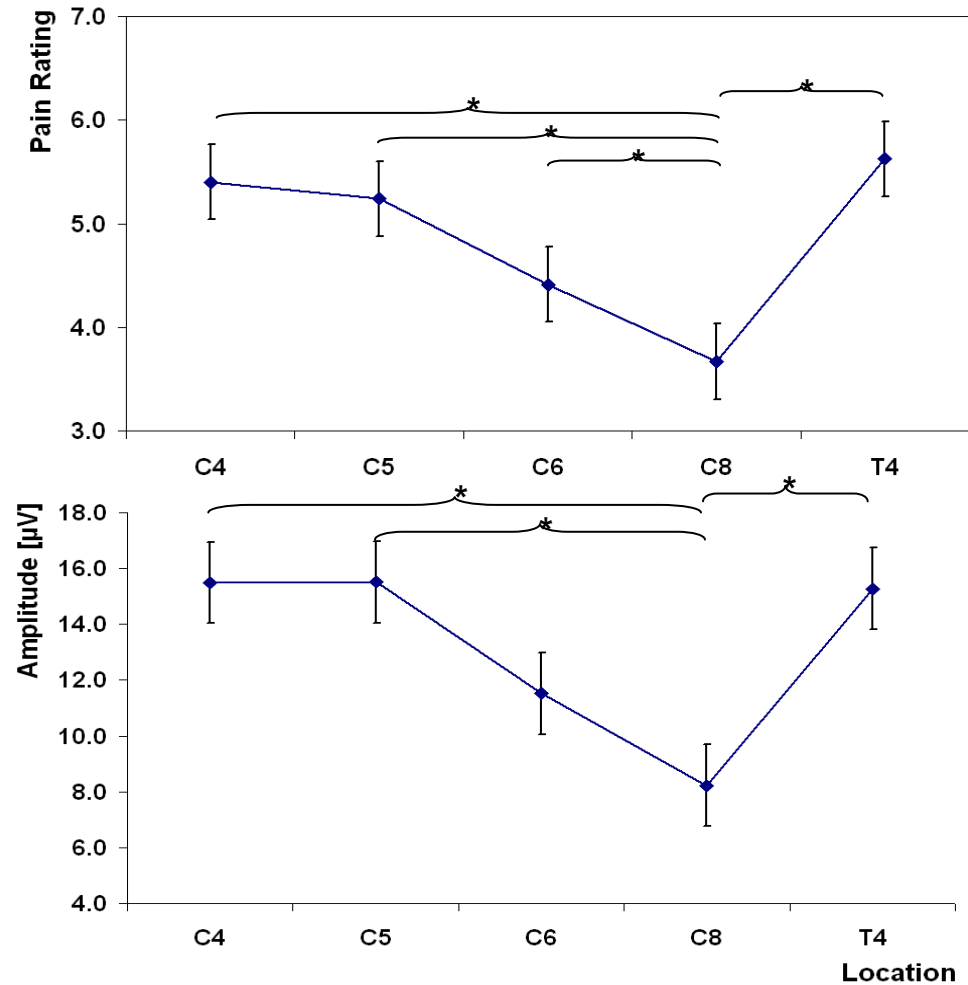 Pain Rating
7.0
6.0
5.0
4.0
3.0
* * * *
C4 C5 C6 C8 T4
Amplitude [µV]
18.0
16.0
14.0
12.0
10.0
8.0
6.0
4.0
* * *
C4 C5 C6 C8 T4
Location